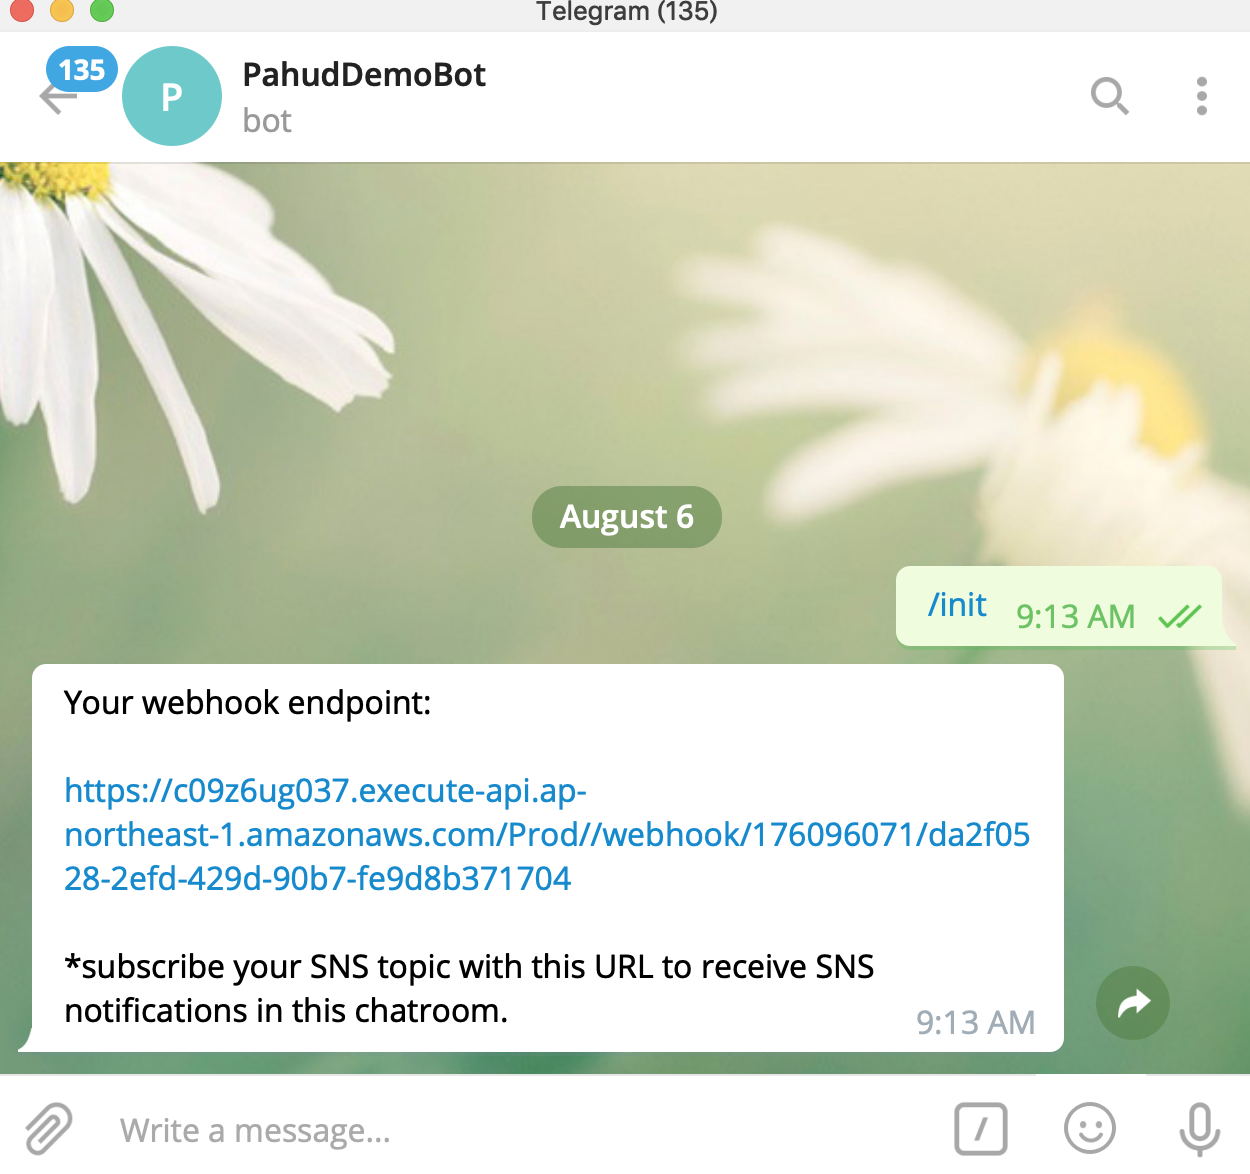 Telegram (135)
135
P
PahudDemoBot
bot
August 6
/init 9:13 AM
Your webhook endpoint:
https://c09z6ug037.execute-api.ap-
northeast-1.amazonaws.com/Prod//webhook/176096071/da2f05
28-2efd-429d-90b7-fe9d8b371704
*subscribe your SNS topic with this URL to receive SNS
notifications in this chatroom.
9:13 AM
Write a message...
/